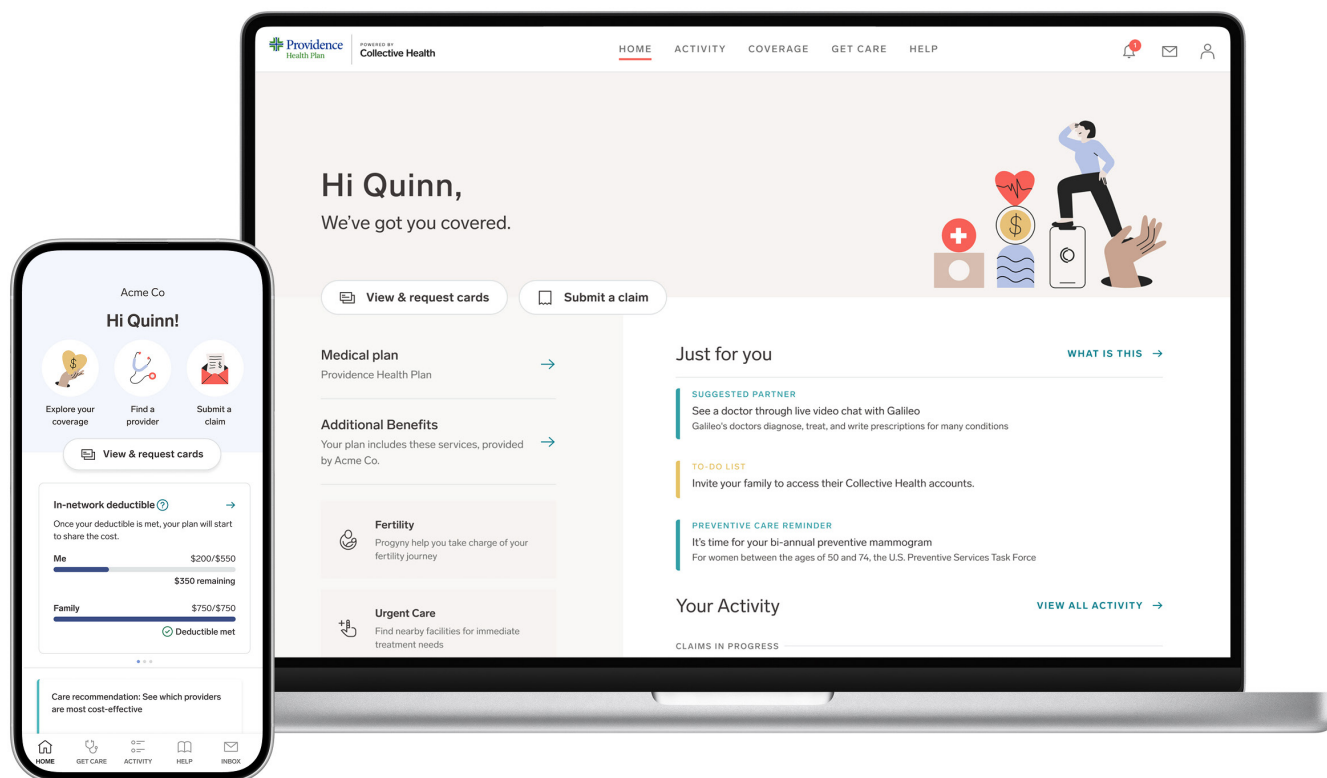 Providence
Health Plan
POWERED BY
Collective Health
HOME ACTIVITY COVERAGE GET CARE HELP
1
Hi Quinn,
We've got you covered.
$
View & request cards
Submit a claim
Medical plan
Providence Health Plan
Additional Benefits
Your plan includes these services, provided
by Acme Co.
Fertility
Progyny help you take charge of your
fertility journey
Urgent Care
Find nearby facilities for immediate
treatment needs
Just for you
WHAT IS THIS
SUGGESTED PARTNER
See a doctor through live video chat with Galileo
Galileo's doctors diagnose, treat, and write prescriptions for many conditions
TO-DO LIST
Invite your family to access their Collective Health accounts.
PREVENTIVE CARE REMINDER
It's time for your bi-annual preventive mammogram
For women between the ages of 50 and 74, the U.S. Preventive Services Task Force
Your Activity
VIEW ALL ACTIVITY
CLAIMS IN PROGRESS
Acme Co
Hi Quinn!
$
$
Explore your
coverage
Find a
provider
Submit a
claim
View & request cards
In-network deductible ?
Once your deductible is met, your plan will start
to share the cost.
Me $200/$550
$350 remaining
Family $750/$750
Deductible met
Care recommendation: See which providers
are most cost-effective
HOME GET CARE ACTIVITY HELP INBOX